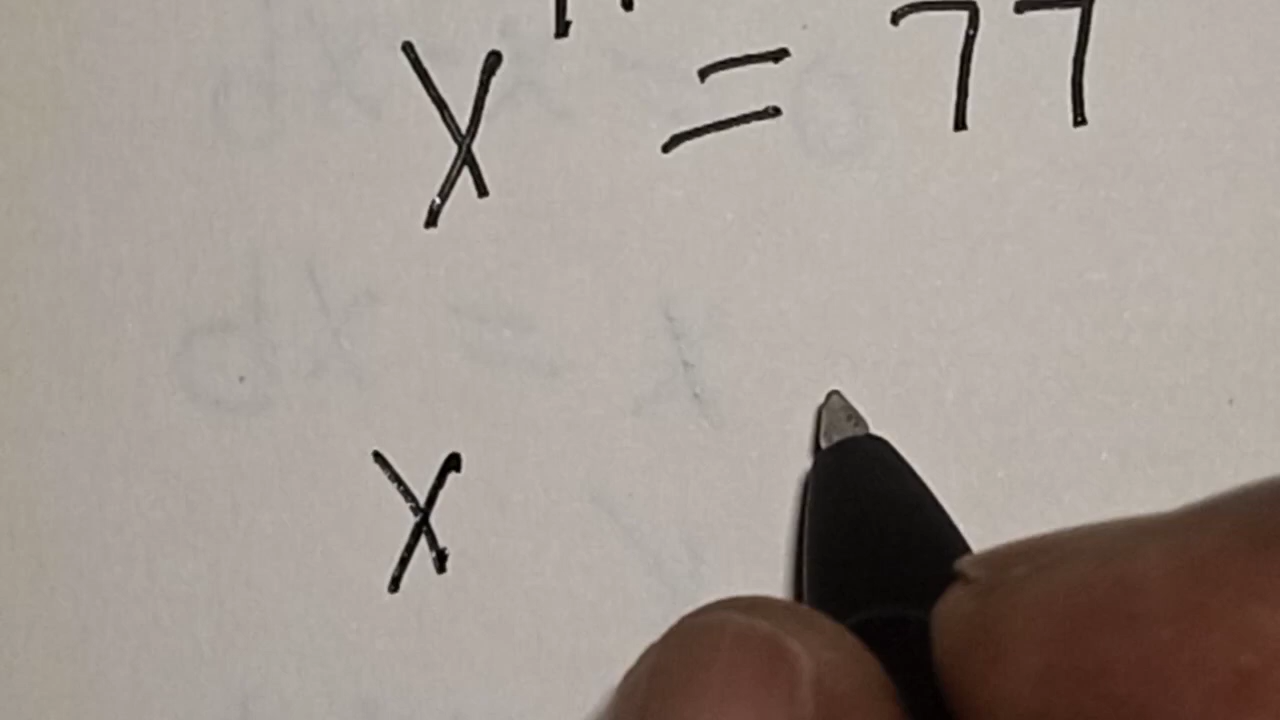 x = 77
x